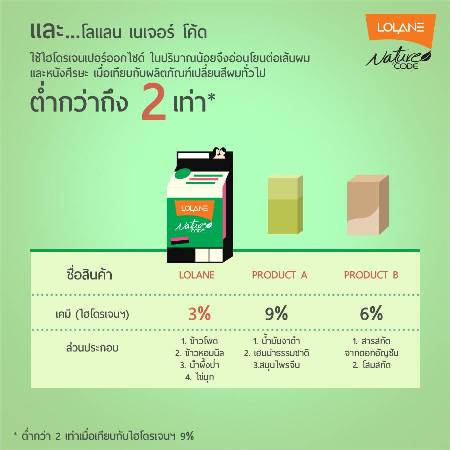 และ...โลแลน เนเจอร์ โค้ด
LOLANE
Nature
CODE
ใช้ไฮโดรเจนเปอร์ออกไซด์ ในปริมาณน้อยจึงอ่อนโยนต่อเส้นผม
และหนังศีรษะ เมื่อเทียบกับผลิตภัณฑ์เปลี่ยนสีผมทั่วไป
ต่ำกว่าถึง 2 เท่า*
LOLANE
Nature
CODE
ชื่อสินค้า LOLANE PRODUCT A PRODUCT B
เคมี (ไฮโดรเจนฯ) 3% 9% 6%
ส่วนประกอบ
1. ข้าวโพด
2. ข้าวหอมนิล
3. น้ำผึ้งป่า
4. ไข่มุก
1. น้ำมันงาดำ
2. เฮนน่าธรรมชาติ
3.สมุนไพรจีน
1. สารสกัด
จากดอกอัญชัน
2. โสมสกัด
* ต่ำกว่า 2 เท่าเมื่อเทียบกับไฮโดรเจนฯ 9%